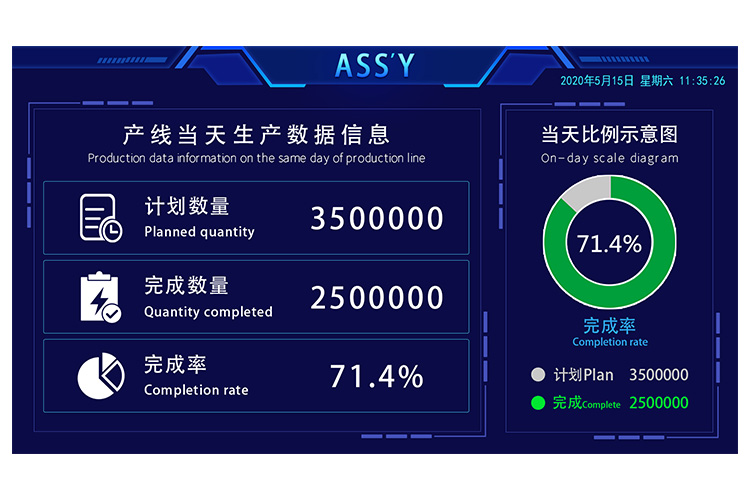 ASS'Y
2020年5月15日 星期六 11:35:26
产线当天生产数据信息
Production data information on the same day of production line
计划数量
Planned quantity
3500000
完成数量
Quantity completed
2500000
完成率
Completion rate
71.4%
当天比例示意图
On-day scale diagram
71.4%
完成率
Completion rate
计划Plan 3500000
完成Complete 2500000